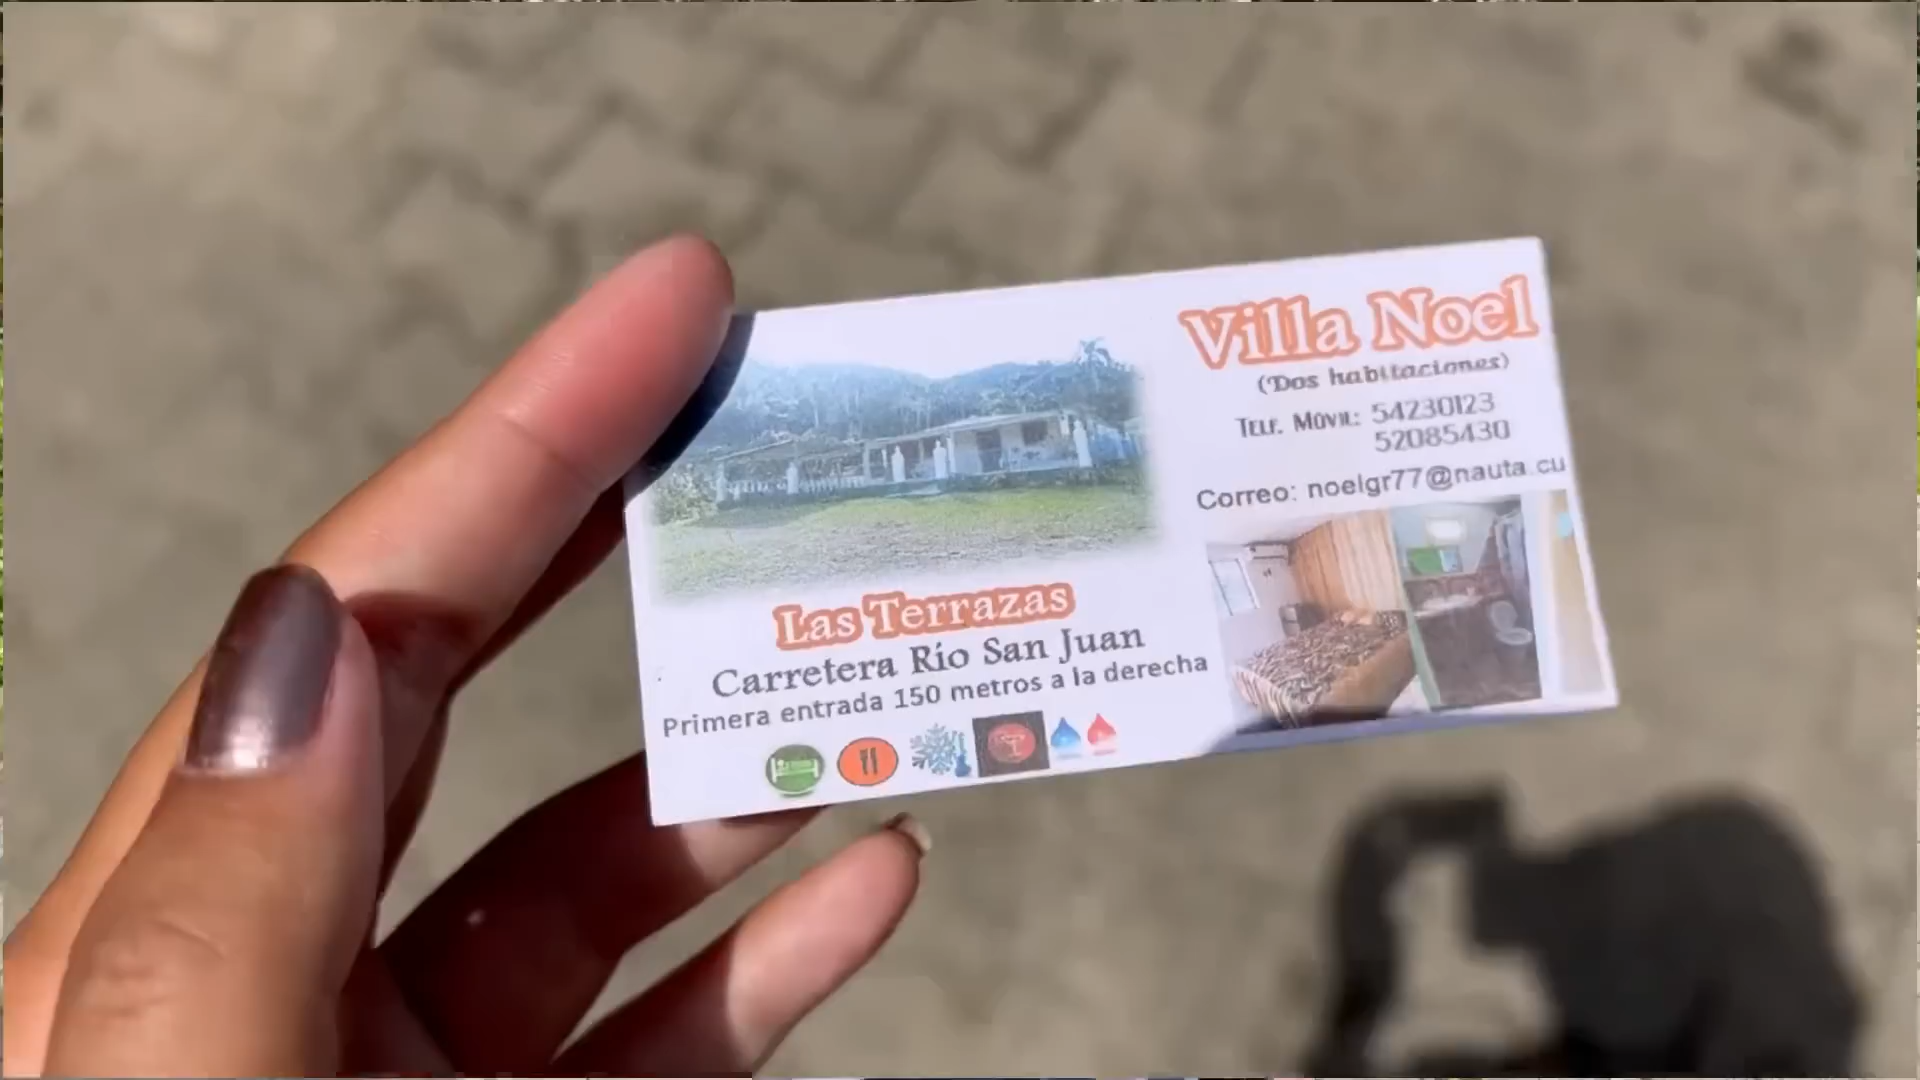 Villa Noel
(Dos habitaciones)
Telf. Móvil: 54230123
52085430
Correo: noelgr77@nauta.cu
Las Terrazas
Carretera Río San Juan
Primera entrada 150 metros a la derecha